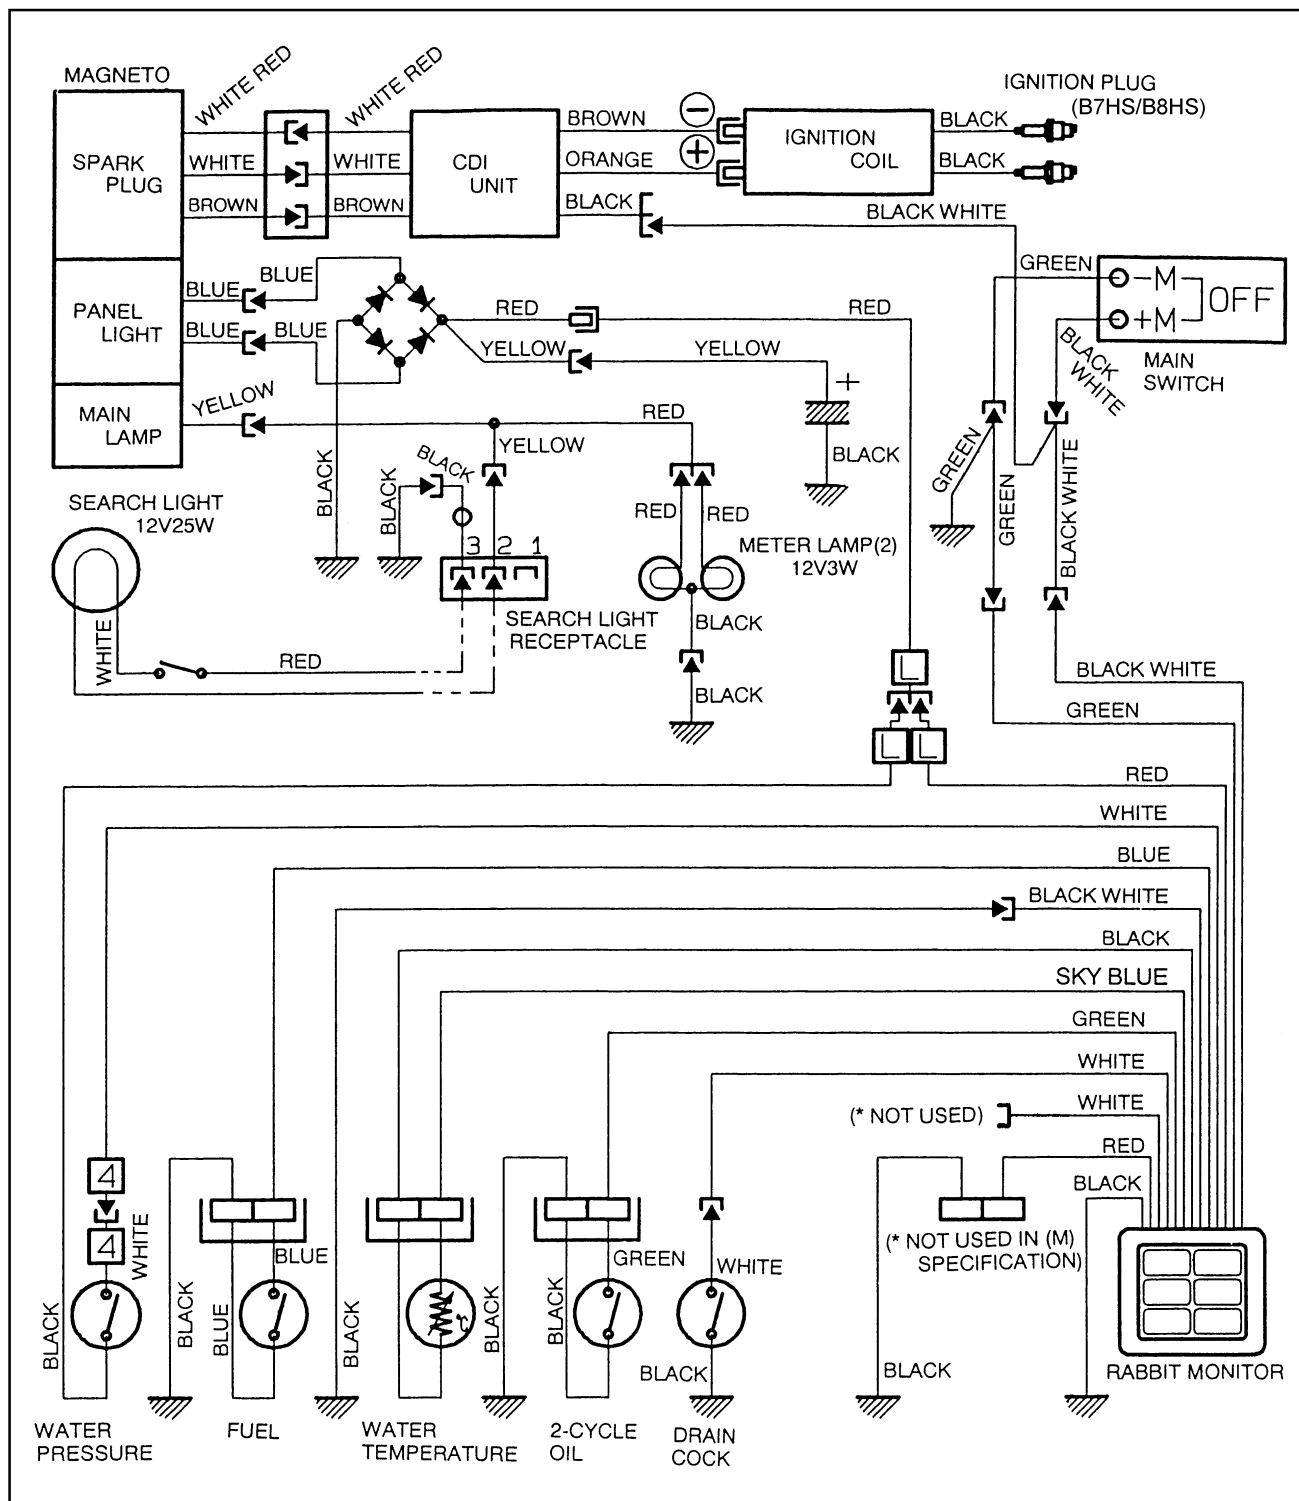 MAGNETO
WHITE RED
WHITE RED
IGNITION PLUG
(B7HS/B8HS)
SPARK
PLUG
WHITE
WHITE
BROWN
BROWN
CDI
UNIT
BROWN
ORANGE
BLACK
−
+
IGNITION
COIL
BLACK
BLACK
BLACK WHITE
PANEL
LIGHT
BLUE
BLUE
BLUE
BLUE
RED
RED
YELLOW
YELLOW
GREEN
−M
+M
OFF
MAIN
SWITCH
BLACK
WHITE
MAIN
LAMP
YELLOW
RED
+
YELLOW
BLACK
BLACK
BLACK
BLACK
GREEN
GREEN
BLACK WHITE
SEARCH LIGHT
12V25W
3 2 1
RED
RED
METER LAMP(2)
12V3W
SEARCH LIGHT
RECEPTACLE
BLACK
BLACK
WHITE
RED
L
L
L
BLACK WHITE
GREEN
RED
WHITE
BLUE
BLACK WHITE
BLACK
SKY BLUE
GREEN
WHITE
(* NOT USED)
WHITE
RED
BLACK
4
4
WHITE
BLUE
GREEN
WHITE
(* NOT USED IN (M)
SPECIFICATION)
BLACK
BLACK
BLUE
BLACK
℃
BLACK
BLACK
BLACK
BLACK
RABBIT MONITOR
WATER
PRESSURE
FUEL
WATER
TEMPERATURE
2-CYCLE
OIL
DRAIN
COCK